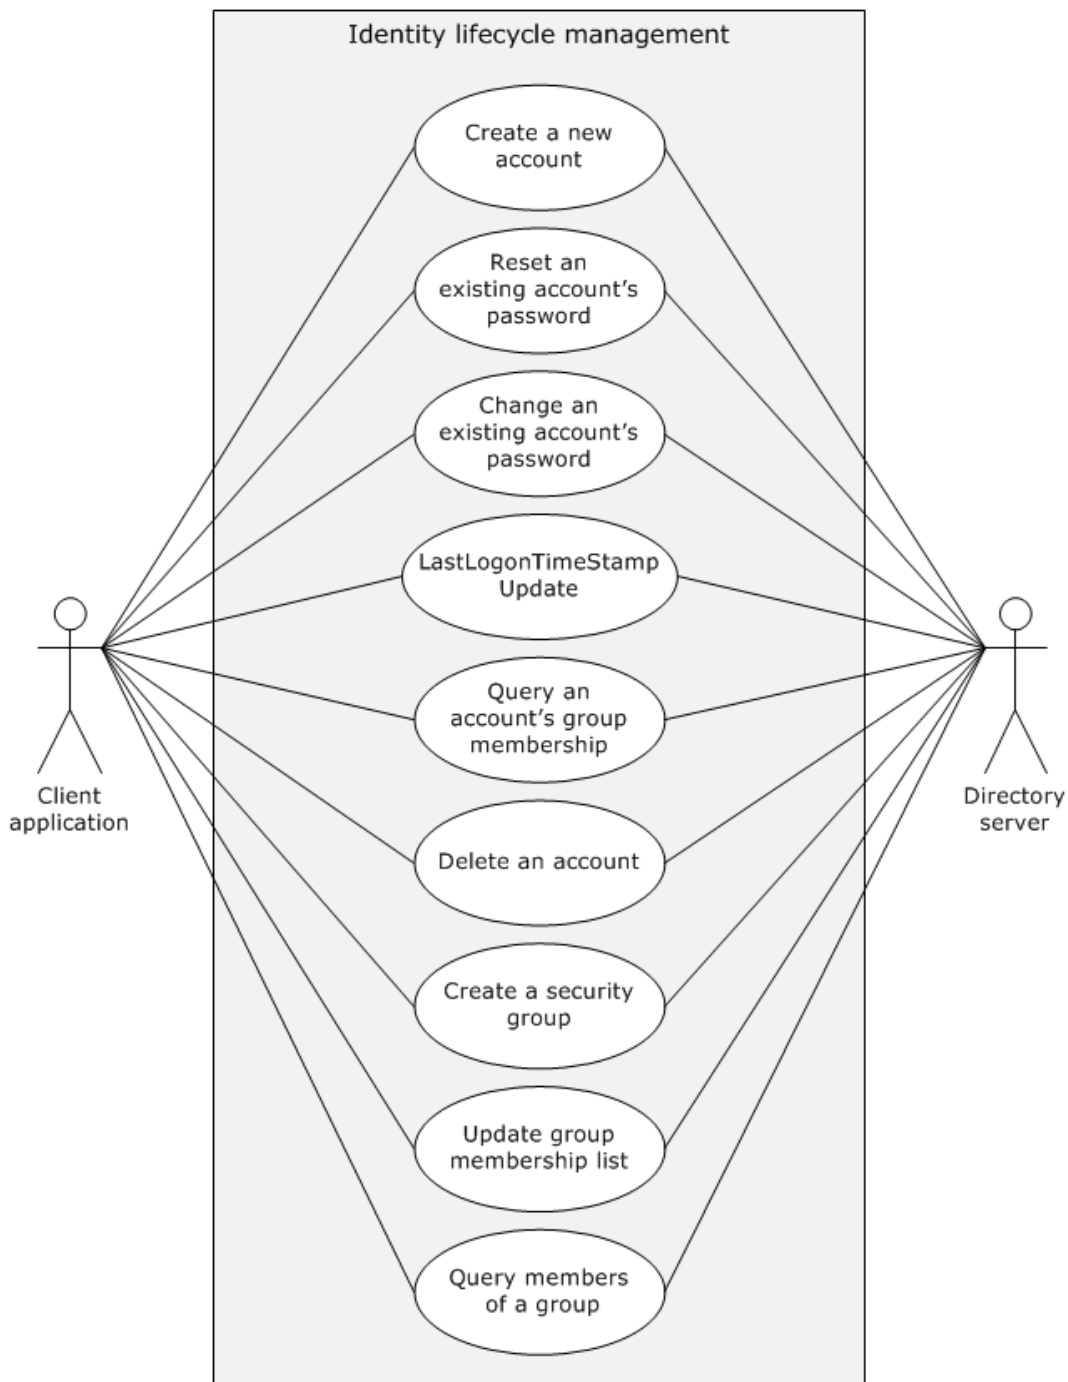 Identity lifecycle management
Create a new
account
Reset an
existing account's
password
Change an
existing account's
password
LastLogonTimeStamp
Update
Query an
account's group
membership
Client
application
Directory
server
Delete an account
Create a security
group
Update group
membership list
Query members
of a group